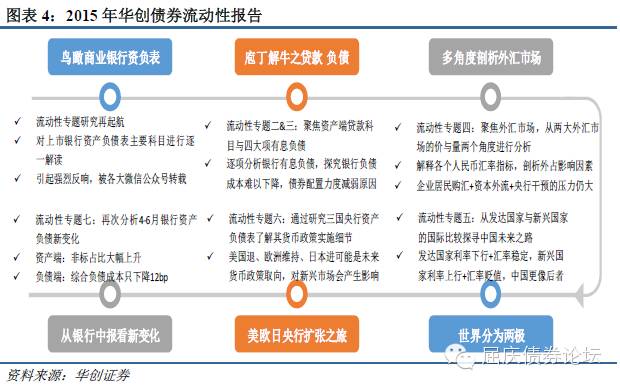 图表 4：2015 年华创债券流动性报告
鸟瞰商业银行资负表
庖丁解牛之贷款 负债
多角度剖析外汇市场
✓ 流动性专题研究再起航
✓ 对上市银行资产负债表主要科目进行逐
一解读
✓ 引起强烈反响，被各大微信公众号转载
✓ 流动性专题二&三：聚焦资产端贷款科
目与四大项有息负债
✓ 逐项分析银行有息负债，探究银行负债
成本难以下降，债券配置力度减弱原因
✓ 流动性专题四：聚焦外汇市场，从两大外汇市
场的价与量两个角度进行分析
✓ 解释各个人民币汇率指标，剖析外占影响因素
✓ 企业居民购汇+资本外流+央行干预的压力仍大
✓ 流动性专题七：再次分析4-6月银行资产
负债新变化
✓ 资产端：非标占比大幅上升
✓ 负债端：综合负债成本只下降12bp
✓ 流动性专题六：通过研究三国央行资产
负债表了解其货币政策实施细节
✓ 美国退、欧洲维持、日本进可能是未来
货币政策取向，对新兴市场会产生影响
✓ 流动性专题五：从发达国家与新兴国家
的国际比较探寻中国未来之路
✓ 发达国家利率下行+汇率稳定，新兴国
家利率上行+汇率贬值，中国更像后者
从银行中报看新变化
美欧日央行扩张之旅
世界分为两极
资料来源：华创证券
屈庆债券论坛